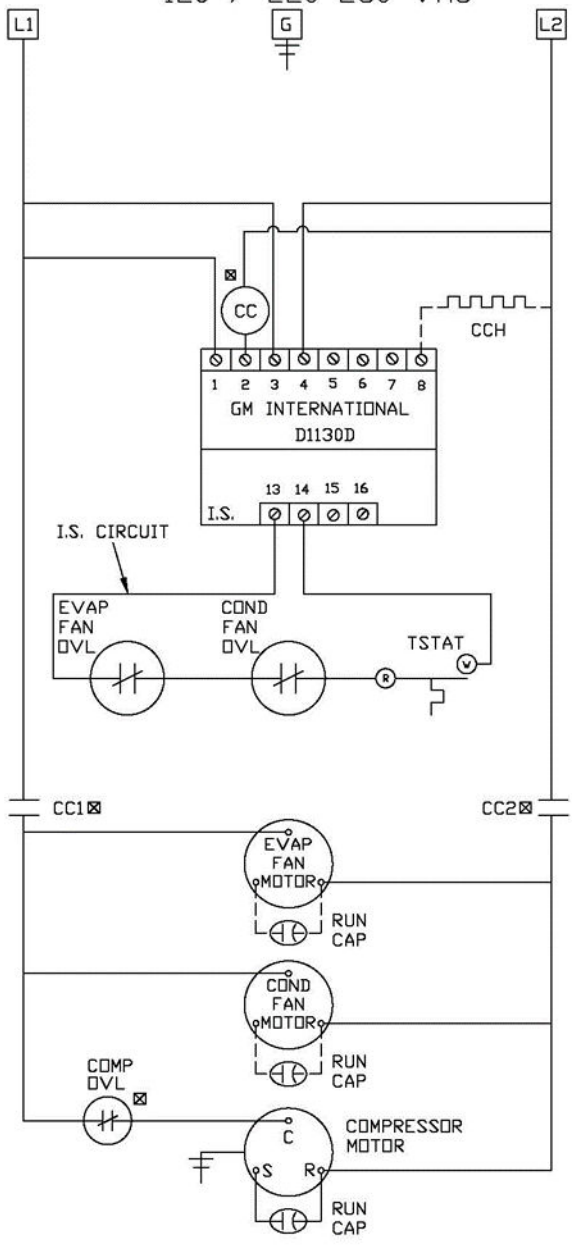 L1
G
L2
CC
CCH
1 2 3 4 5 6 7 8
GM INTERNATIONAL
D1130D
13 14 15 16
I.S.
I.S. CIRCUIT
EVAP
FAN
OVL
COND
FAN
OVL
TSTAT
R
W
CC1
CC2
EVAP
FAN
MOTOR
RUN
CAP
COND
FAN
MOTOR
RUN
CAP
COMP
OVL
C
S
R
COMPRESSOR
MOTOR
RUN
CAP